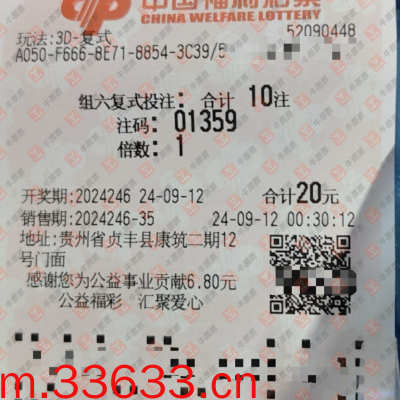 中国福利彩票
CHINA WELFARE LOTTERY
玩法:3D-复式
52090448
A050-F666-8E71-8854-3C39/
组六复式投注: 合计 10注
注码: 01359
倍数: 1
开奖期:2024246 24-09-12 合计20元
销售期:2024246-35 24-09-12 00:30:12
地址:贵州省贞丰县康筑二期12
号门面
感谢您为公益事业贡献6.80元
公益福彩 汇聚爱心
m.33633.cn